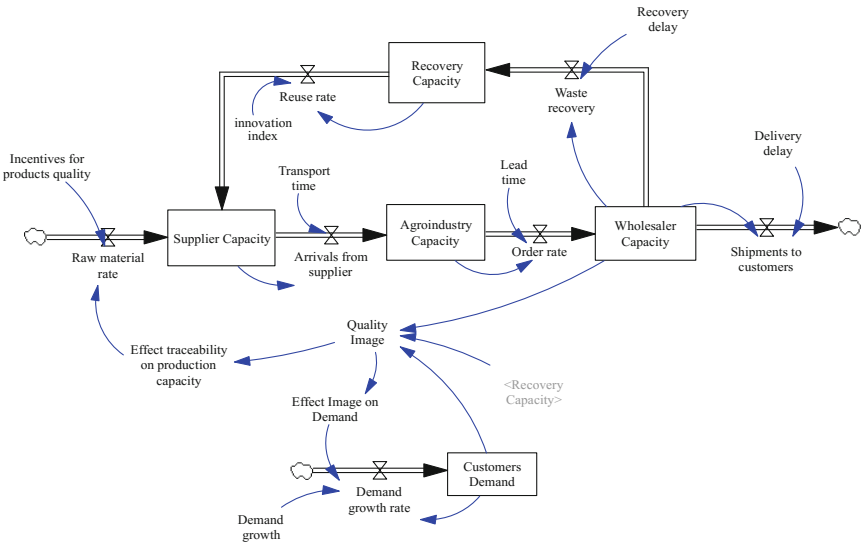 Recovery
delay
Recovery
Capacity
Reuse rate
Waste
recovery
innovation
index
Delivery
delay
Incentives for
products quality
Transport
time
Lead
time
Supplier Capacity
Agroindustry
Capacity
Wholesaler
Capacity
Raw material
rate
Arrivals from
supplier
Order rate
Shipments to
customers
Quality
Image
Effect traceability
on production
capacity
<Recovery
Capacity>
Effect Image on
Demand
Customers
Demand
Demand
growth rate
Demand
growth